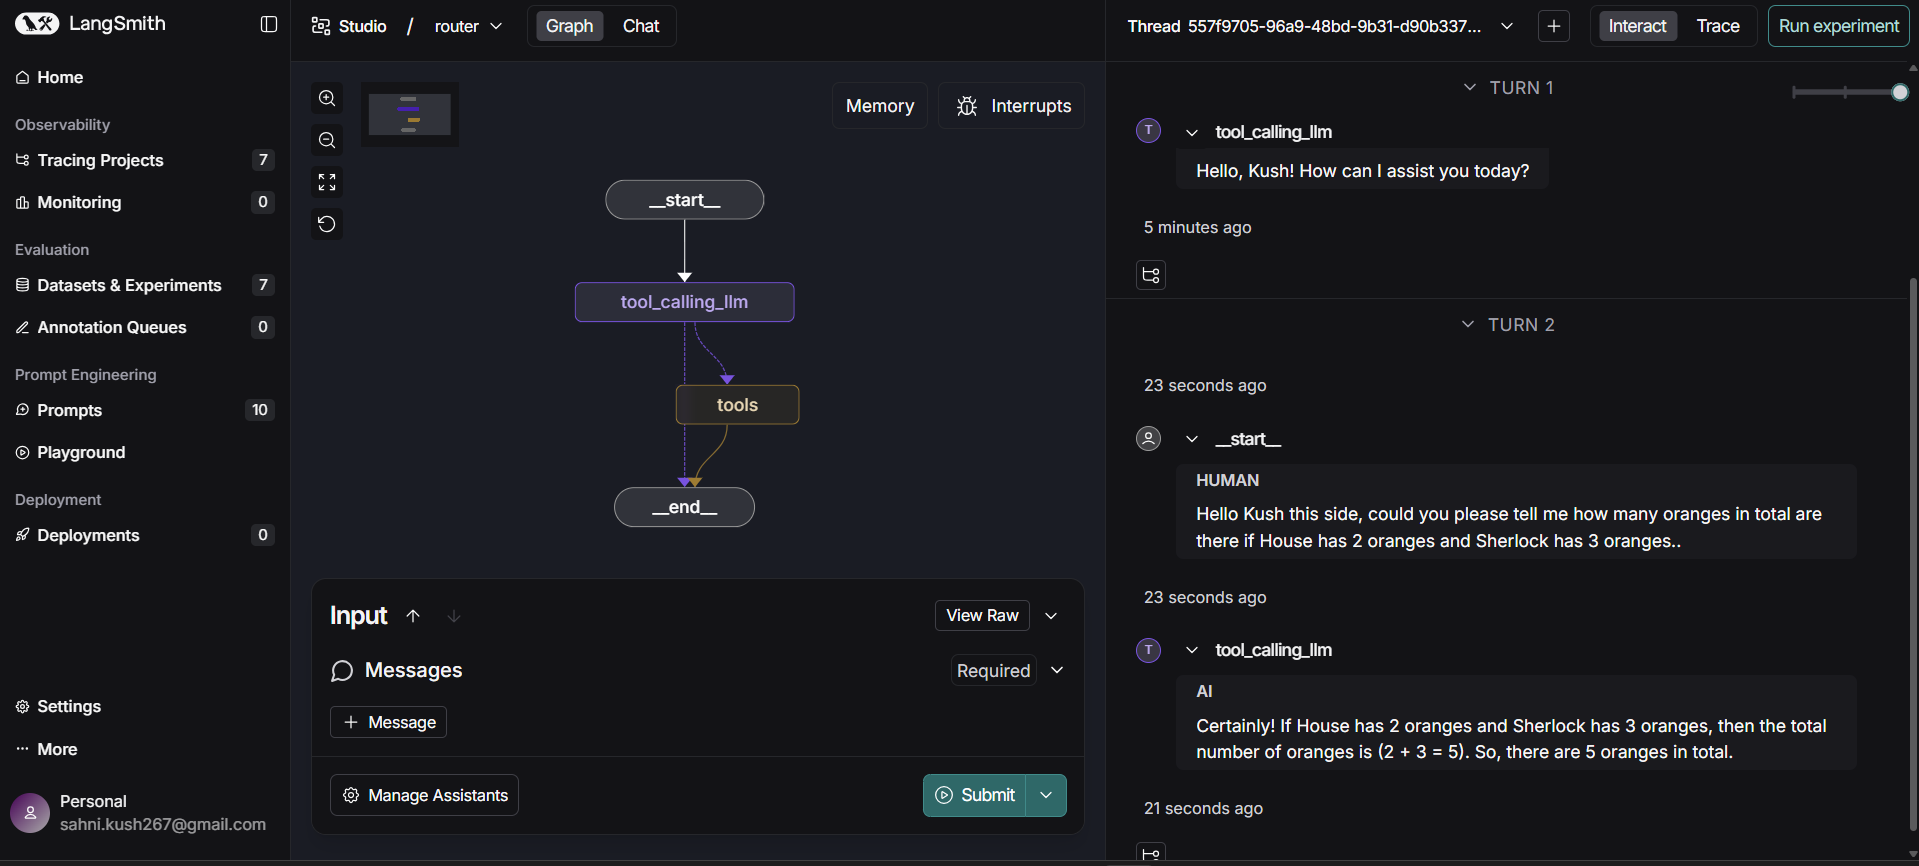 LangSmith
Home
Observability
Tracing Projects 7
Monitoring 0
Evaluation
Datasets & Experiments 7
Annotation Queues 0
Prompt Engineering
Prompts 10
Playground
Deployment
Deployments 0
Settings
More
Personal
sahni.kush267@gmail.com
Studio / router
Graph Chat
Memory Interrupts
__start__
tool_calling_llm
tools
__end__
Input View Raw
Messages Required
+ Message
Manage Assistants Submit
Thread 557f9705-96a9-48bd-9b31-d90b337... + Interact Trace Run experiment
TURN 1
T tool_calling_llm
Hello, Kush! How can I assist you today?
5 minutes ago
TURN 2
23 seconds ago
__start__
HUMAN
Hello Kush this side, could you please tell me how many oranges in total are
there if House has 2 oranges and Sherlock has 3 oranges..
23 seconds ago
T tool_calling_llm
AI
Certainly! If House has 2 oranges and Sherlock has 3 oranges, then the total
number of oranges is (2 + 3 = 5). So, there are 5 oranges in total.
21 seconds ago